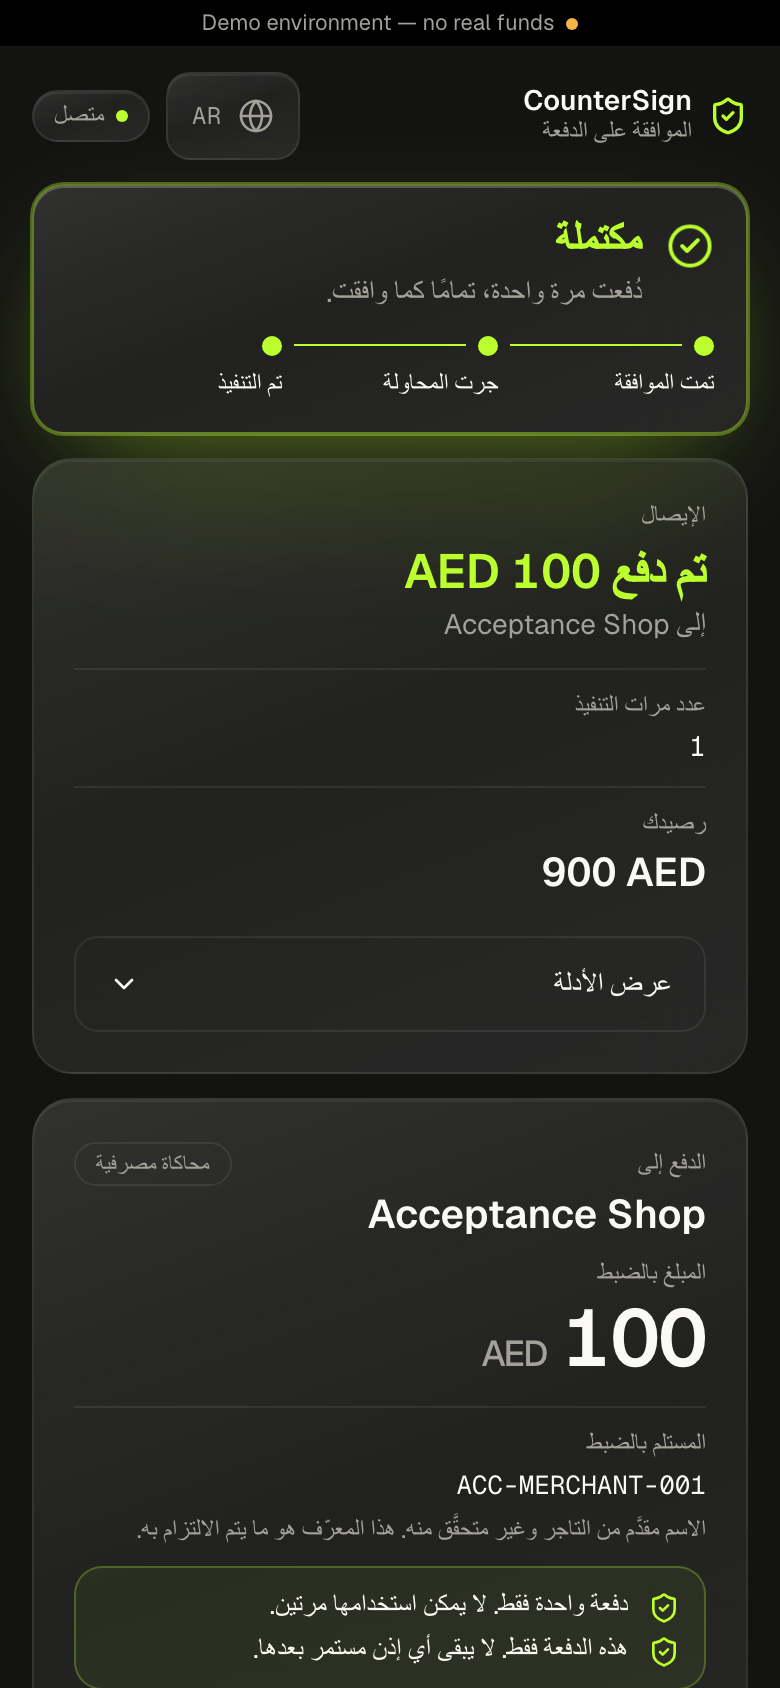 Demo environment — no real funds
CounterSign
الموافقة على الدفعة
AR
متصل
مكتملة
دُفعت مرة واحدة، تمامًا كما وافقت.
تمت الموافقة
جرت المحاولة
تم التنفيذ
الإيصال
تم دفع AED 100
إلى Acceptance Shop
عدد مرات التنفيذ
1
رصيدك
900 AED
عرض الأدلة
الدفع إلى
محاكاة مصرفية
Acceptance Shop
المبلغ بالضبط
100 AED
المستلم بالضبط
ACC-MERCHANT-001
الاسم مقدَّم من التاجر وغير متحقَّق منه. هذا المعرّف هو ما يتم الالتزام به.
دفعة واحدة فقط. لا يمكن استخدامها مرتين.
هذه الدفعة فقط. لا يبقى أي إذن مستمر بعدها.